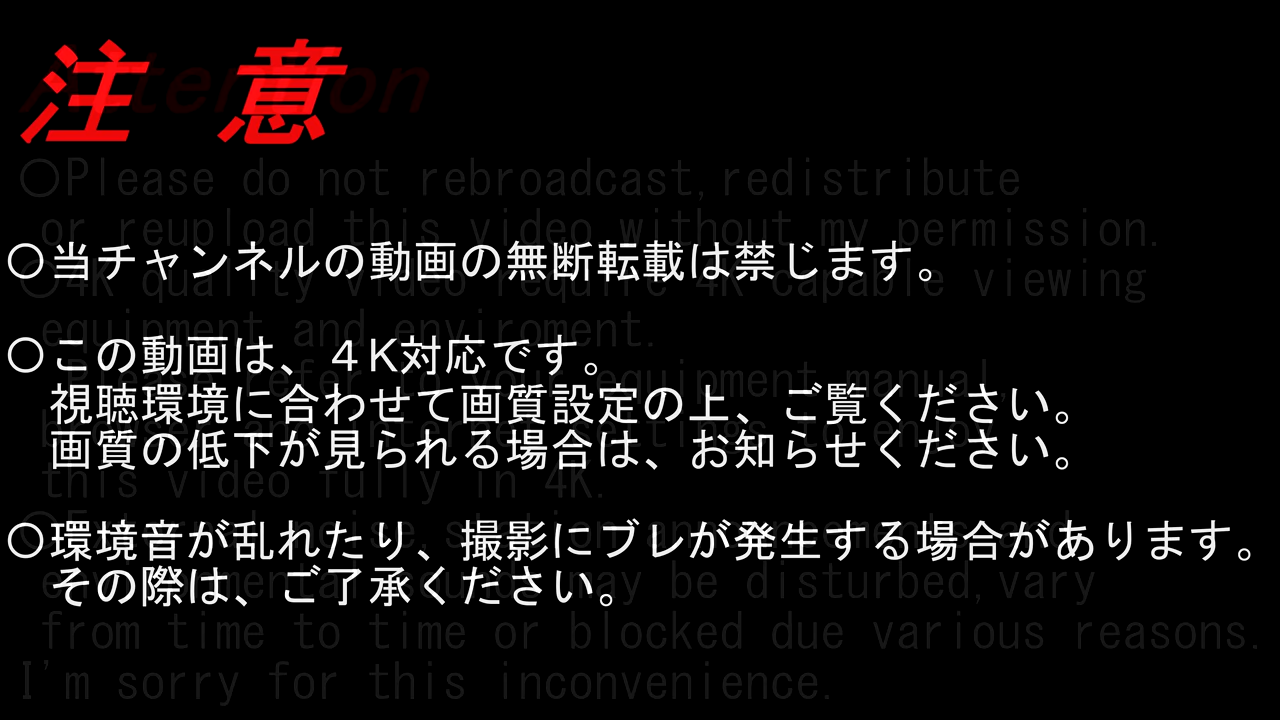 注 意
Attention
○Please do not rebroadcast,redistribute
or reupload this video without my permission.
○当チャンネルの動画の無断転載は禁じます。
○4K quality video require 4K capable viewing
equipment and enviroment.
○この動画は、４Ｋ対応です。
refer to your equipment manual,
視聴環境に合わせて画質設定の上、ご覧ください。
画質の低下が見られる場合は、お知らせください。
this video fully in 4K.
○環境音が乱れたり、撮影にブレが発生する場合があります。
その際は、ご了承ください。
may be disturbed,vary
from time to time or blocked due various reasons.
I'm sorry for this inconvenience.